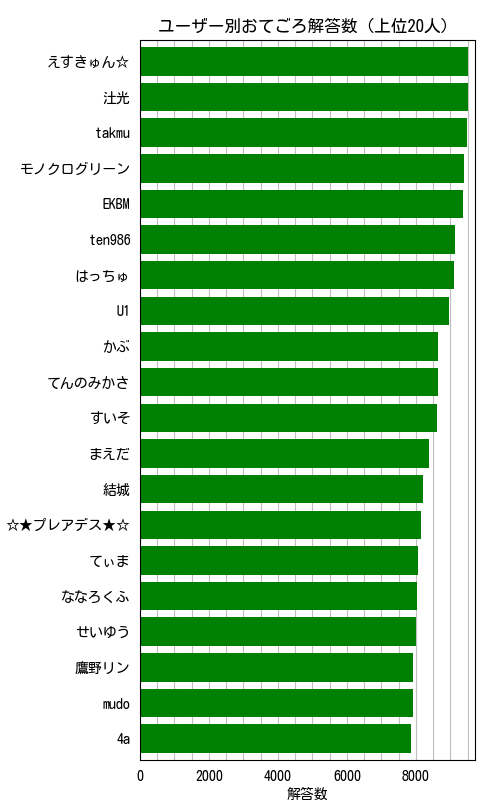 ユーザー別おてごろ解答数（上位20人）
えすきゅん☆
汢光
takmu
モノクログリーン
EKBM
ten986
はっちゅ
U1
かぶ
てんのみかさ
すいそ
まえだ
結城
☆★プレアデス★☆
てぃま
ななろくふ
せいゆう
鷹野リン
mudo
4a
0 2000 4000 6000 8000
解答数